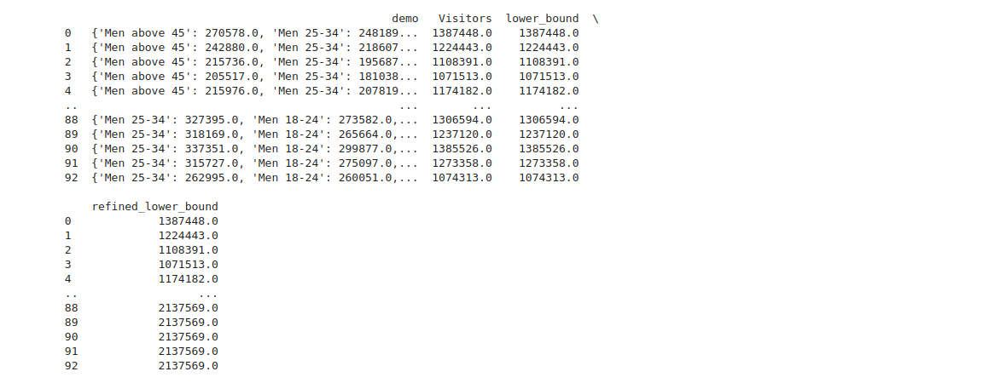 demo Visitors lower_bound \
0 {'Men above 45': 270578.0, 'Men 25-34': 248189... 1387448.0 1387448.0
1 {'Men above 45': 242880.0, 'Men 25-34': 218607... 1224443.0 1224443.0
2 {'Men above 45': 215736.0, 'Men 25-34': 195687... 1108391.0 1108391.0
3 {'Men above 45': 205517.0, 'Men 25-34': 181038... 1071513.0 1071513.0
4 {'Men above 45': 215976.0, 'Men 25-34': 207819... 1174182.0 1174182.0
.. ... ... ...
88 {'Men 25-34': 327395.0, 'Men 18-24': 273582.0,... 1306594.0 1306594.0
89 {'Men 25-34': 318169.0, 'Men 18-24': 265664.0,... 1237120.0 1237120.0
90 {'Men 25-34': 337351.0, 'Men 18-24': 299877.0,... 1385526.0 1385526.0
91 {'Men 25-34': 315727.0, 'Men 18-24': 275097.0,... 1273358.0 1273358.0
92 {'Men 25-34': 262995.0, 'Men 18-24': 260051.0,... 1074313.0 1074313.0
refined_lower_bound
0 1387448.0
1 1224443.0
2 1108391.0
3 1071513.0
4 1174182.0
.. ...
88 2137569.0
89 2137569.0
90 2137569.0
91 2137569.0
92 2137569.0